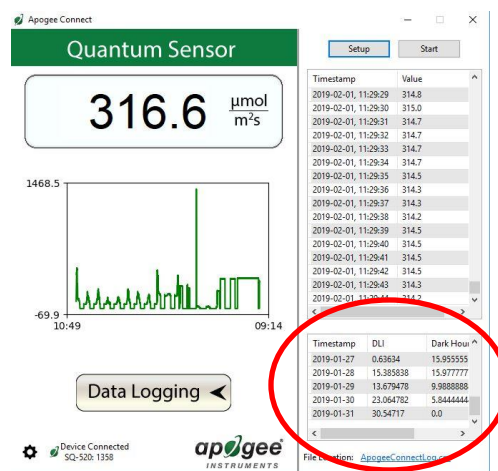 Apogee Connect
Quantum Sensor
316.6 µmol
m²s
1468.5
-69.9
10:49 09:14
Data Logging
Device Connected
SQ-520: 1358
apogee
INSTRUMENTS
Setup Start
Timestamp Value
2019-02-01, 11:29:29 314.8
2019-02-01, 11:29:30 315.0
2019-02-01, 11:29:31 314.7
2019-02-01, 11:29:32 314.7
2019-02-01, 11:29:33 314.7
2019-02-01, 11:29:34 314.7
2019-02-01, 11:29:35 314.5
2019-02-01, 11:29:36 314.3
2019-02-01, 11:29:37 314.3
2019-02-01, 11:29:38 314.2
2019-02-01, 11:29:39 314.5
2019-02-01, 11:29:40 314.5
2019-02-01, 11:29:41 314.5
2019-02-01, 11:29:42 314.5
2019-02-01, 11:29:43 314.3
2019-02-01, 11:29:44 314.2
Timestamp DLI Dark Hour
2019-01-27 0.63634 15.955555
2019-01-28 15.385838 15.977777
2019-01-29 13.679478 9.9888888
2019-01-30 23.064782 5.8444444
2019-01-31 30.54717 0.0
File Location: